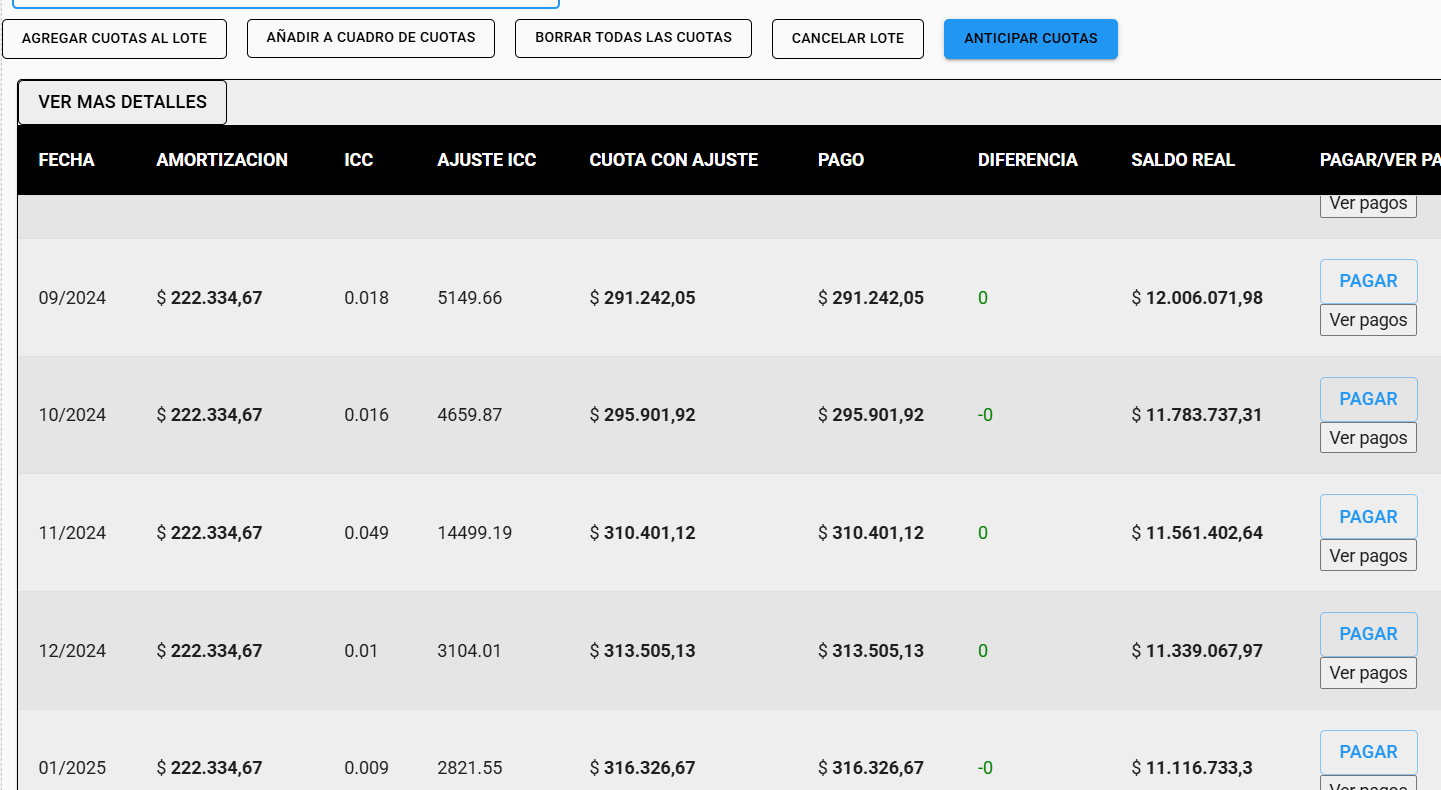 AGREGAR CUOTAS AL LOTE AÑADIR A CUADRO DE CUOTAS BORRAR TODAS LAS CUOTAS CANCELAR LOTE ANTICIPAR CUOTAS
VER MAS DETALLES
FECHA AMORTIZACION ICC AJUSTE ICC CUOTA CON AJUSTE PAGO DIFERENCIA SALDO REAL PAGAR/VER PA
Ver pagos
PAGAR
09/2024 $ 222.334,67 0.018 5149.66 $ 291.242,05 $ 291.242,05 0 $ 12.006.071,98
Ver pagos
PAGAR
10/2024 $ 222.334,67 0.016 4659.87 $ 295.901,92 $ 295.901,92 -0 $ 11.783.737,31
Ver pagos
PAGAR
11/2024 $ 222.334,67 0.049 14499.19 $ 310.401,12 $ 310.401,12 0 $ 11.561.402,64
Ver pagos
PAGAR
12/2024 $ 222.334,67 0.01 3104.01 $ 313.505,13 $ 313.505,13 0 $ 11.339.067,97
Ver pagos
PAGAR
01/2025 $ 222.334,67 0.009 2821.55 $ 316.326,67 $ 316.326,67 -0 $ 11.116.733,3
Ver pagos